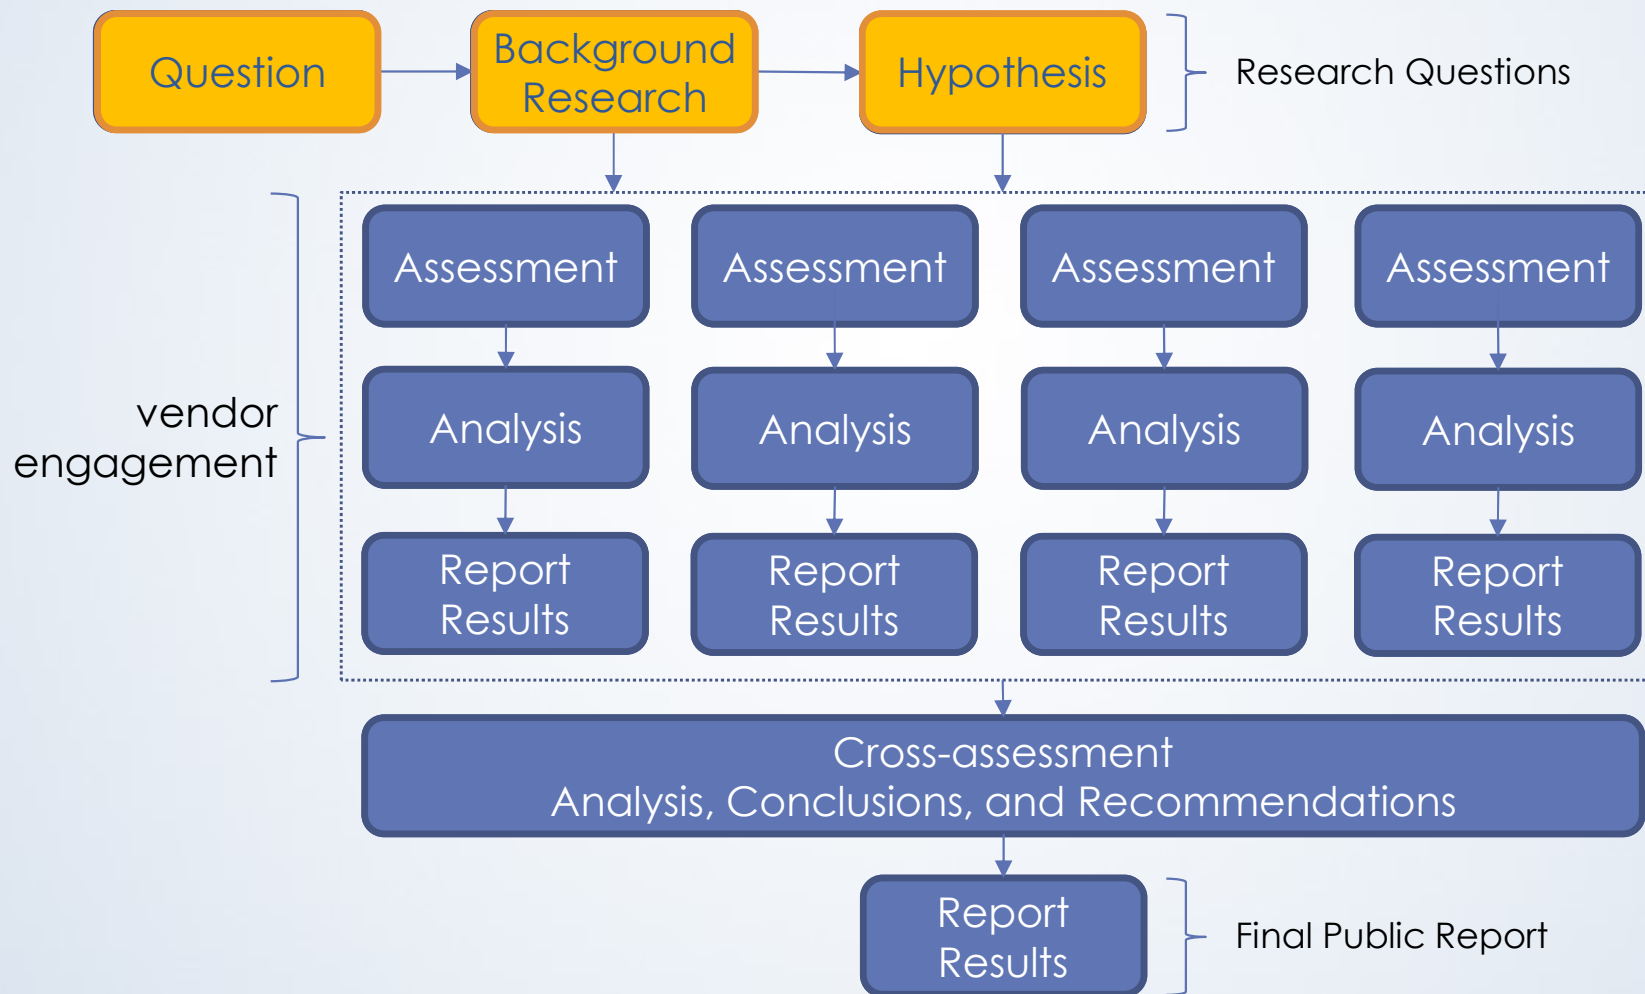 Question
Background
Research
Hypothesis
Research Questions
vendor
engagement
Assessment
Assessment
Assessment
Assessment
Analysis
Analysis
Analysis
Analysis
Report
Results
Report
Results
Report
Results
Report
Results
Cross-assessment
Analysis, Conclusions, and Recommendations
Report
Results
Final Public Report